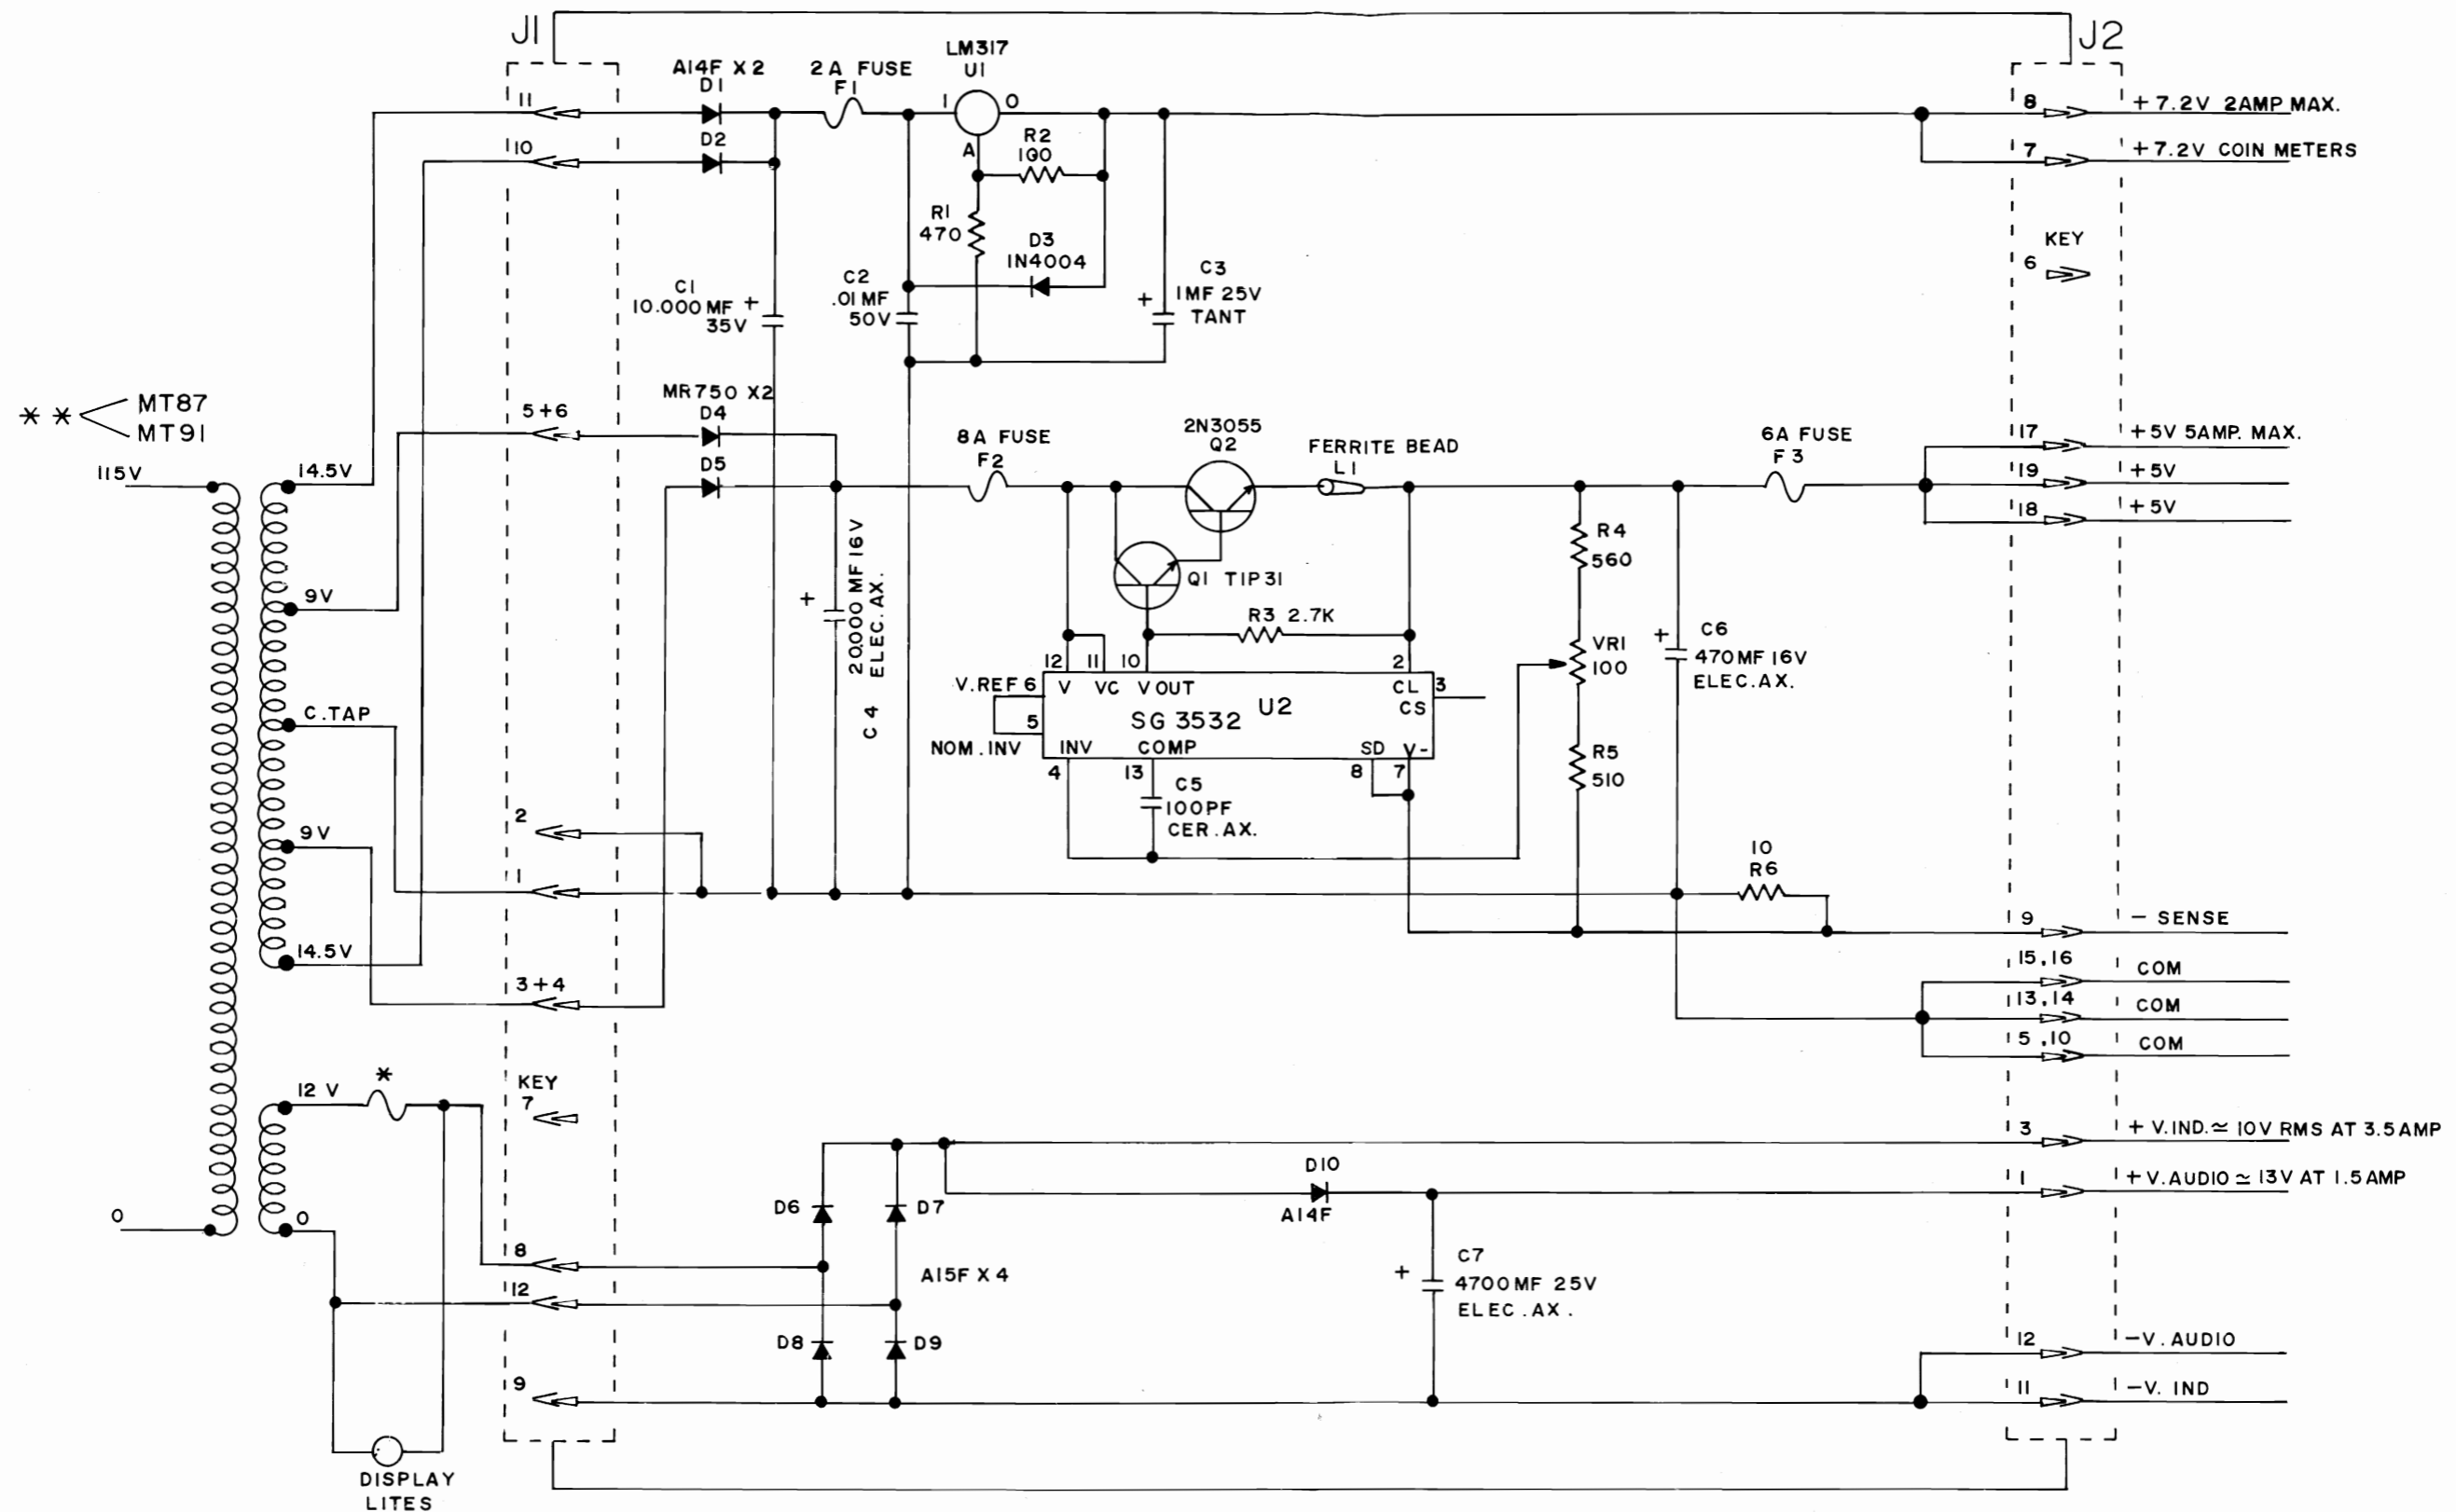 J1
J2
LM317
U1
A14F X 2
D1
2A FUSE
F1
11
1
O
8
+ 7.2V 2AMP MAX.
D2
10
A
R2
100
7
+ 7.2V COIN METERS
R1
470
D3
1N4004
KEY
6
C1
10.000 MF +
35V
C2
.01 MF
50V
C3
+ 1MF 25V
TANT
* *
MT87
MT91
MR750 X2
5+6
D4
8A FUSE
F2
2N3055
Q2
FERRITE BEAD
L1
6A FUSE
F3
17
+5V 5AMP. MAX.
115V
14.5V
D5
19
+5V
18
+5V
R4
560
Q1 TIP31
9V
+
C4 20.000 MF 16V
ELEC. AX.
R3 2.7K
VR1
100
+
C6
470MF 16V
ELEC.AX.
12
11
10
2
V.REF 6
V
VC
V OUT
CL
3
CS
U2
SG 3532
C.TAP
5
NOM.INV
INV
COMP
SD
V-
4
13
8
7
R5
510
C5
100PF
CER.AX.
2
9V
1
10
R6
9
- SENSE
14.5V
15,16
COM
3+4
13,14
COM
5,10
COM
12 V
*
KEY
7
3
+ V.IND.≃ 10V RMS AT 3.5AMP
D10
A14F
1
+ V.AUDIO ≃ 13V AT 1.5AMP
O
O
D6
D7
8
A15F X 4
+
C7
4700MF 25V
ELEC.AX.
12
D8
D9
12
-V. AUDIO
9
11
-V. IND
DISPLAY
LITES